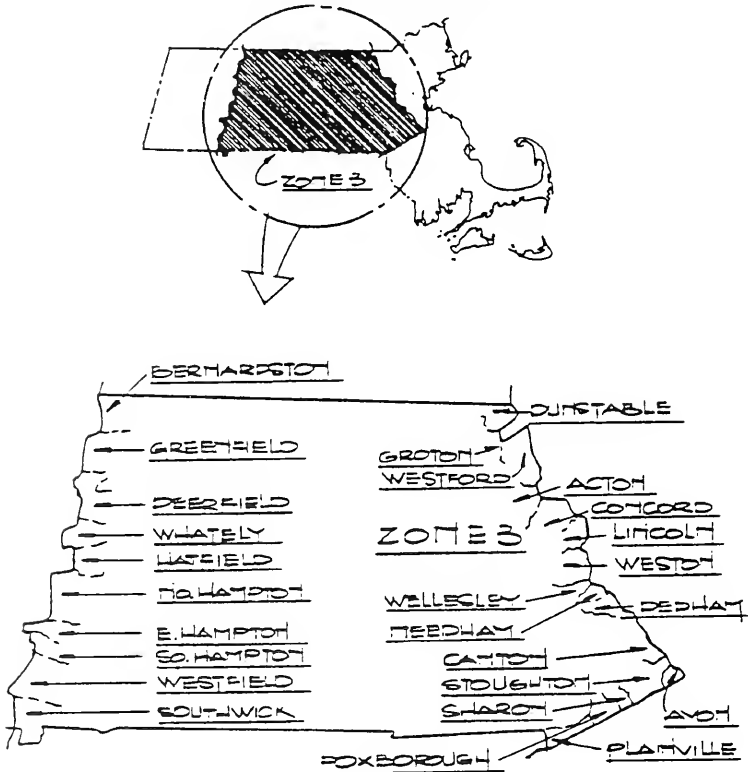 ZONE 3
BERNARDSTON
DUNSTABLE
GREENFIELD
GROTON
WESTFORD
ACTON
DEERFIELD
CONCORD
WHATELY
ZONE 3
LINCOLN
HATFIELD
WESTON
NO. HAMPTON
WELLESLEY
DEDHAM
E. HAMPTON
NEEDHAM
SO. HAMPTON
CANTON
WESTFIELD
STOUGHTON
SOUTHWICK
SHARON
AVON
FOXBOROUGH
PLAINVILLE